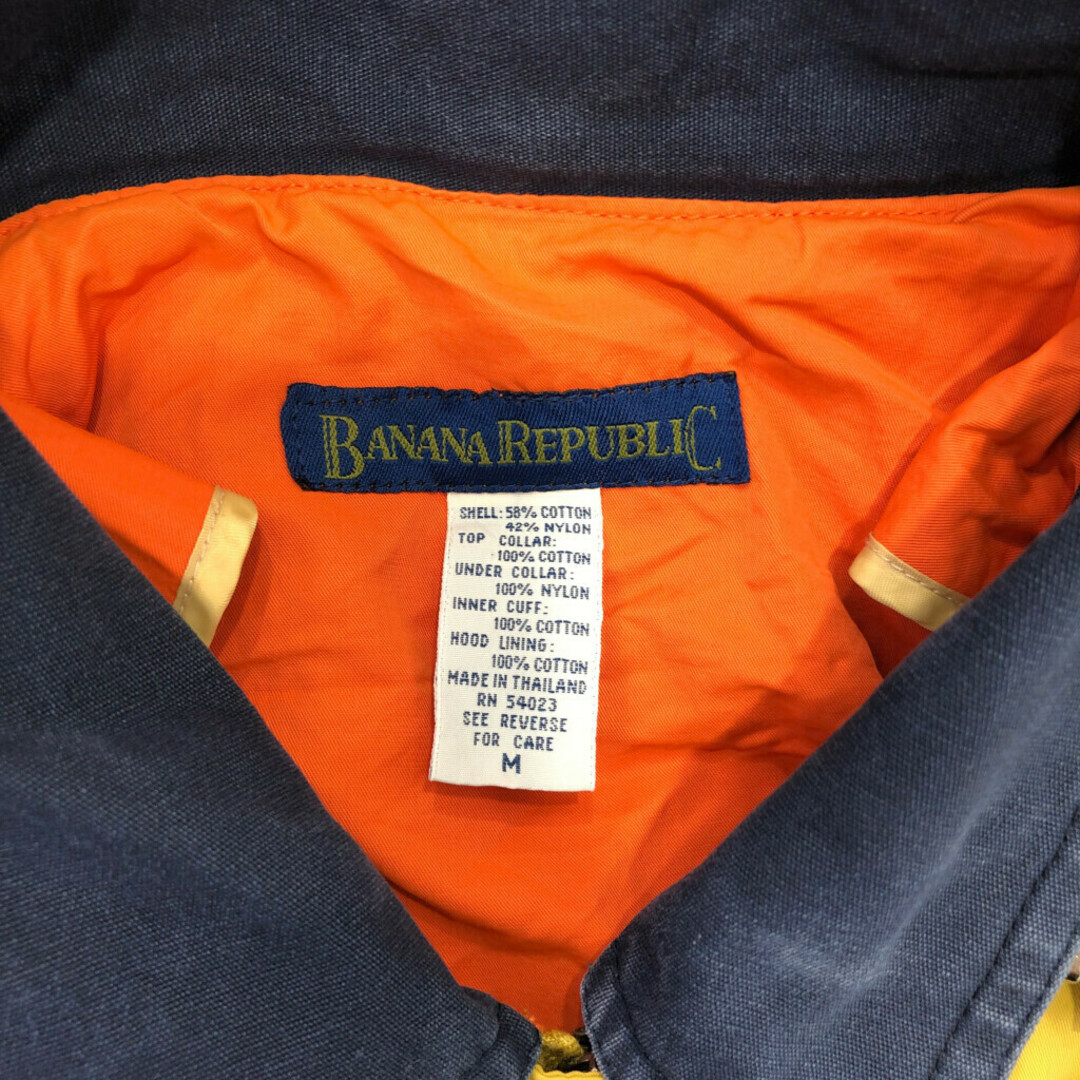 BANANA REPUBLIC
SHELL: 58% COTTON
42% NYLON
TOP COLLAR:
100% COTTON
UNDER COLLAR:
100% NYLON
INNER CUFF:
100% COTTON
HOOD LINING:
100% COTTON
MADE IN THAILAND
RN 54023
SEE REVERSE
FOR CARE
M